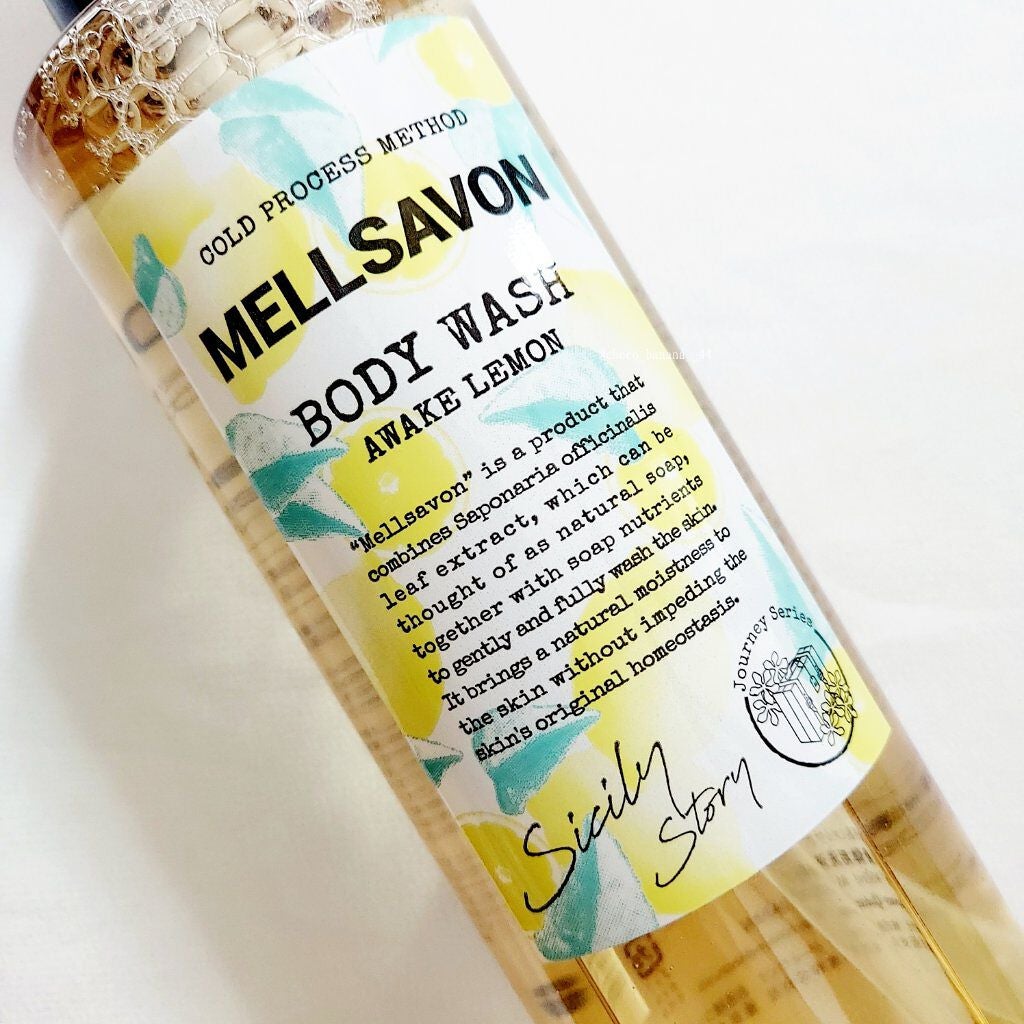 COLD PROCESS METHOD
MELLSAVON
BODY WASH
AWAKE LEMON
"Mellsavon" is a product that
combines Saponaria officinalis
leaf extract, which can be
thought of as natural soap,
together with soap nutrients
to gently and fully wash the skin.
It brings a natural moistness to
the skin without impeding the
skin's original homeostasis.
Journey Series
Sicily
Story